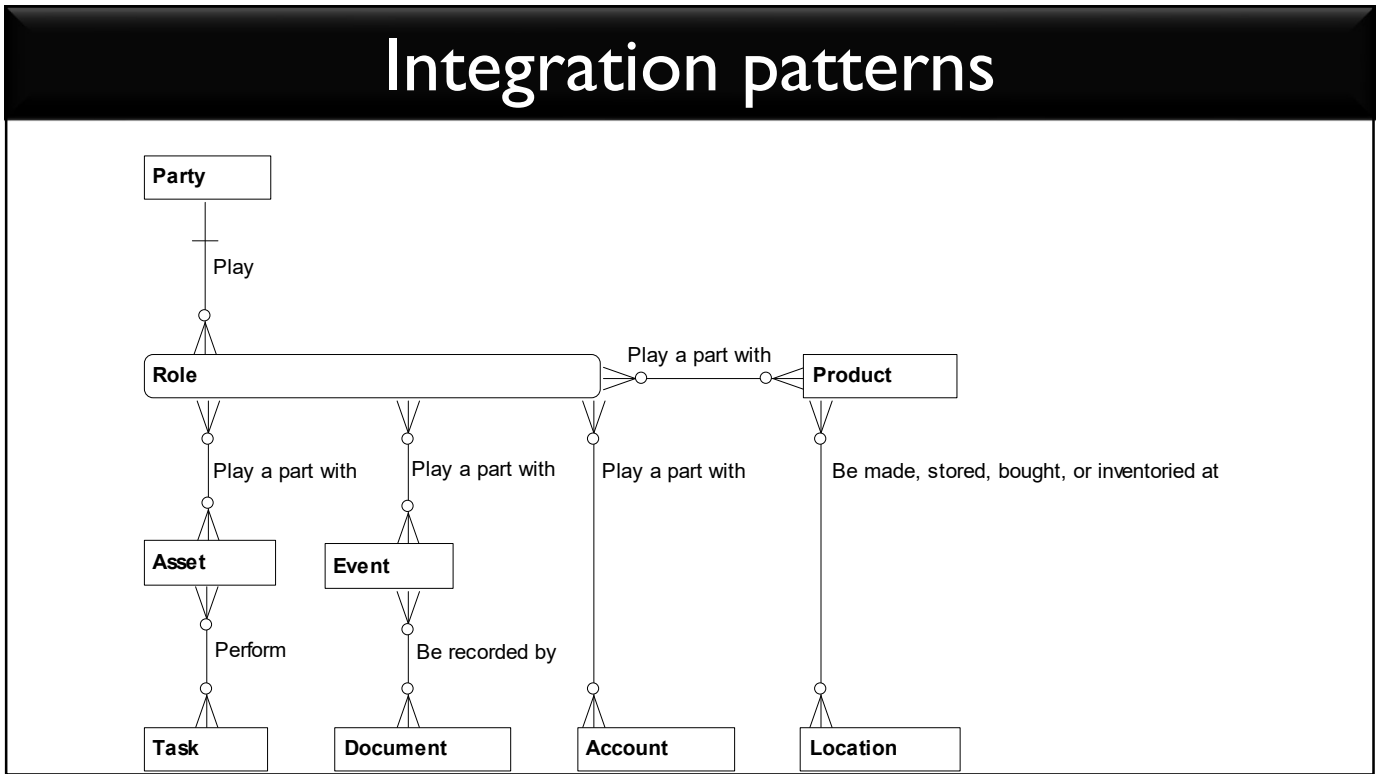 Integration patterns
Party
Play
Role
Play a part with
Product
Play a part with
Play a part with
Play a part with
Be made, stored, bought, or inventoried at
Asset
Event
Perform
Be recorded by
Task
Document
Account
Location